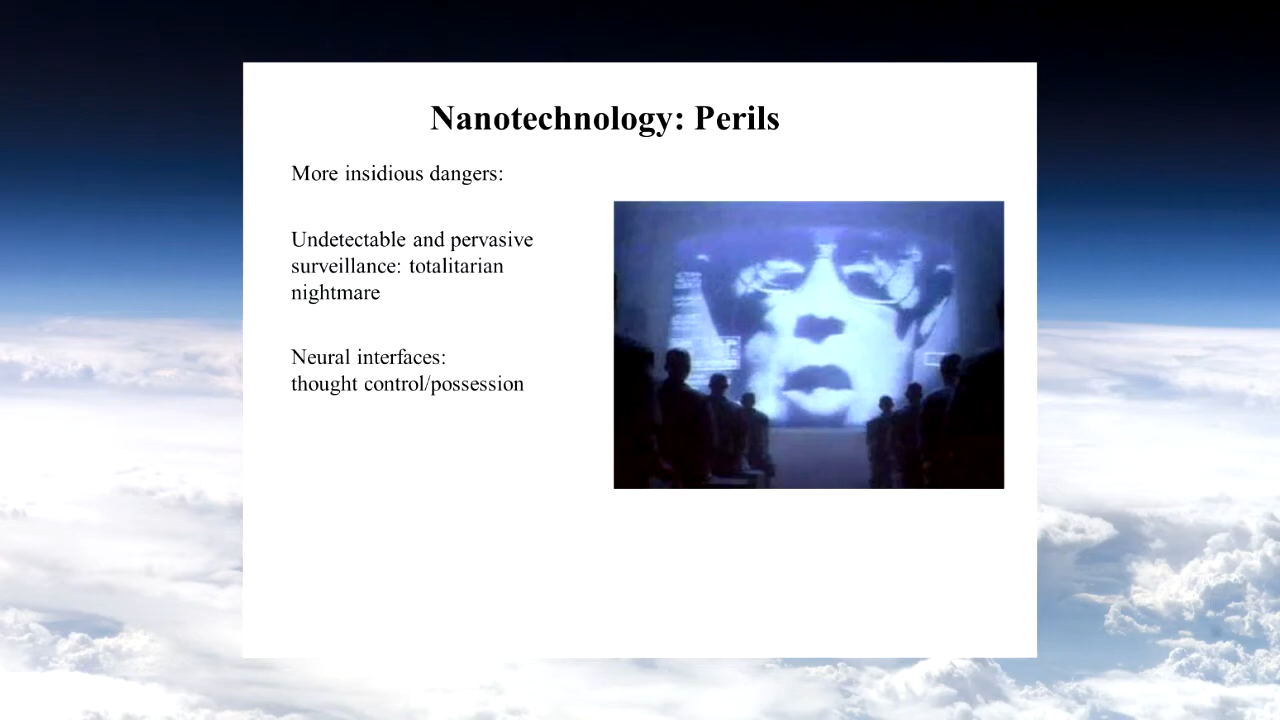 Nanotechnology: Perils
More insidious dangers:
Undetectable and pervasive
surveillance: totalitarian
nightmare
Neural interfaces:
thought control/possession